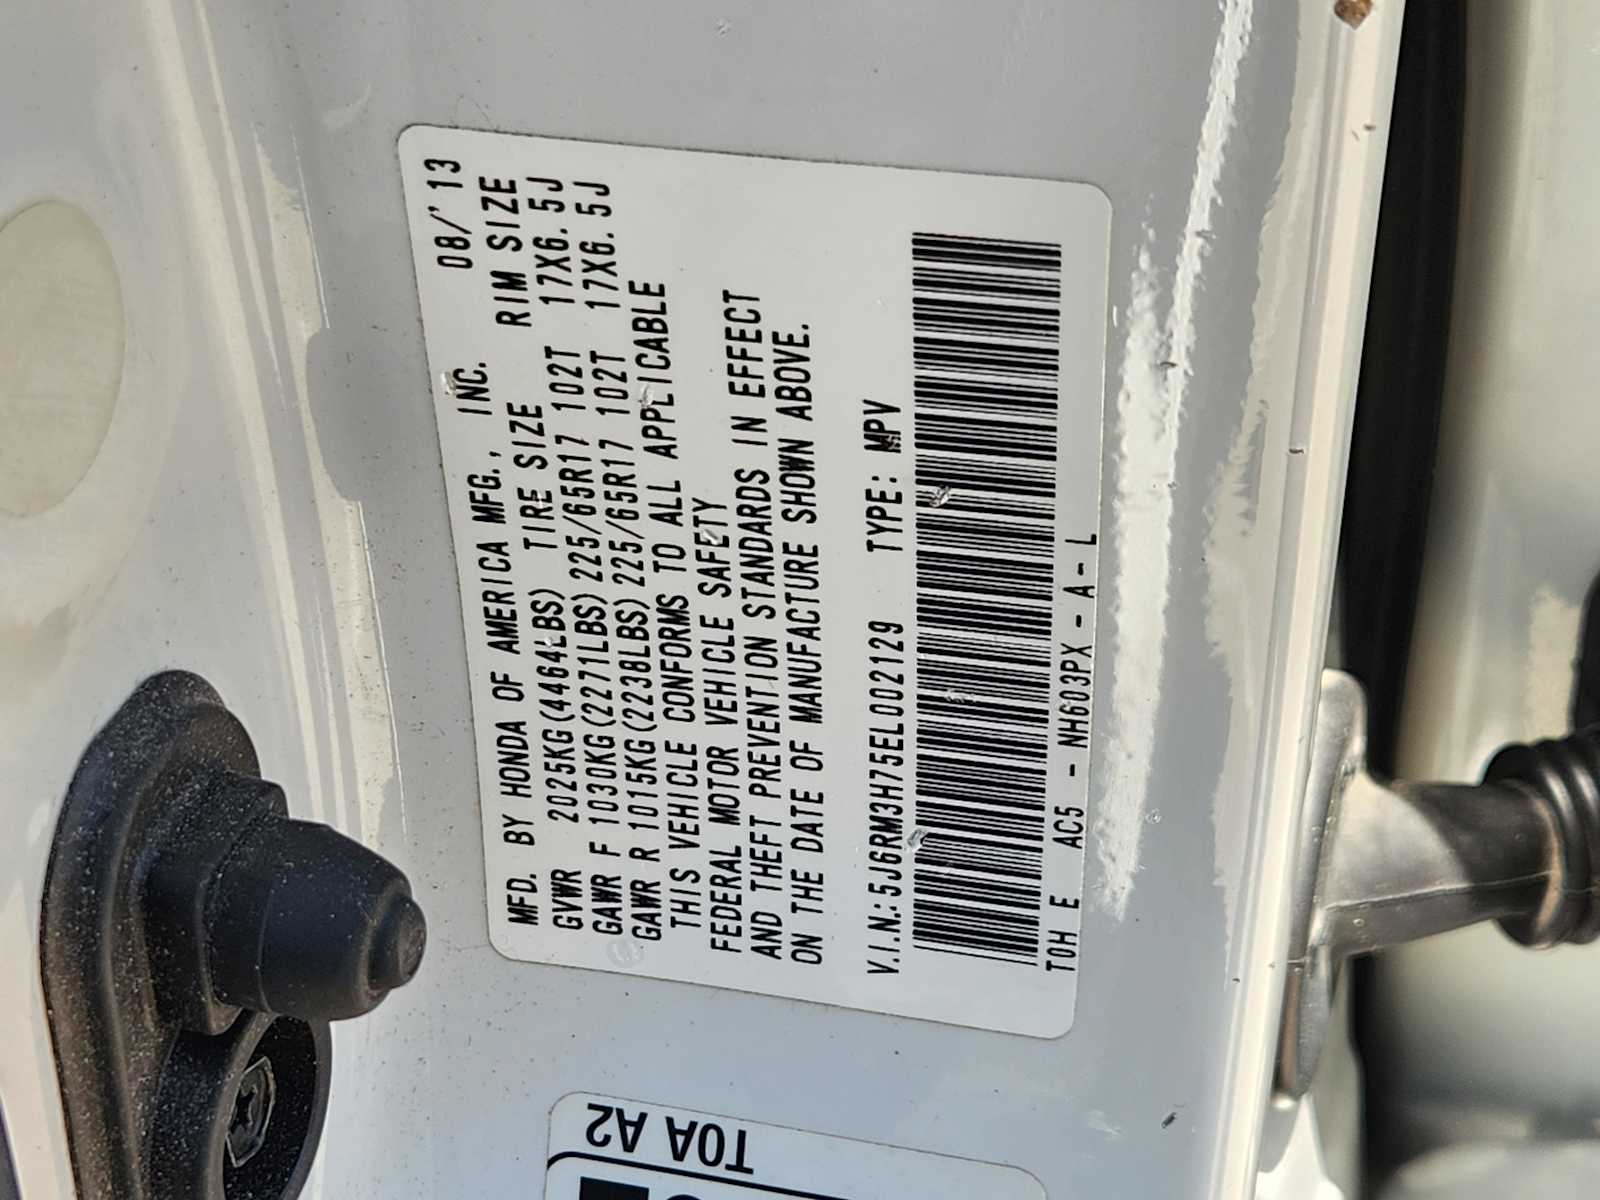 MFD. BY HONDA OF AMERICA MFG., INC. 08/'13
GVWR 2025KG(4464LBS) TIRE SIZE RIM SIZE
GAWR F 1030KG(2271LBS) 225/65R17 102T 17X6.5J
GAWR R 1015KG(2238LBS) 225/65R17 102T 17X6.5J
THIS VEHICLE CONFORMS TO ALL APPLICABLE
FEDERAL MOTOR VEHICLE SAFETY
AND THEFT PREVENTION STANDARDS IN EFFECT
ON THE DATE OF MANUFACTURE SHOWN ABOVE.
V.I.N.:5J6RM3H75EL002129 TYPE: MPV
T0H E AC5 - NH603PX - A - L
T0A A2